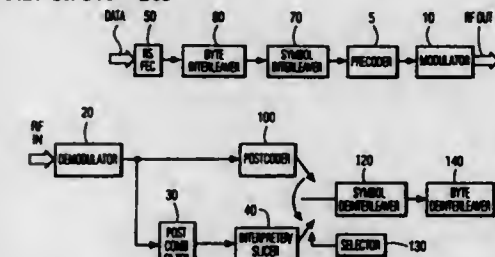 DATA
50
80
70
5
10
RF OUT
RS
FEC
BYTE
INTERLEAVER
SYMBOL
INTERLEAVER
PRECODER
MODULATOR
RF
IN
20
DEMODULATOR
100
POSTCODER
120
SYMBOL
DEINTERLEAVER
140
BYTE
DEINTERLEAVER
30
POST
COMB
40
SLICER
SELECTOR
130